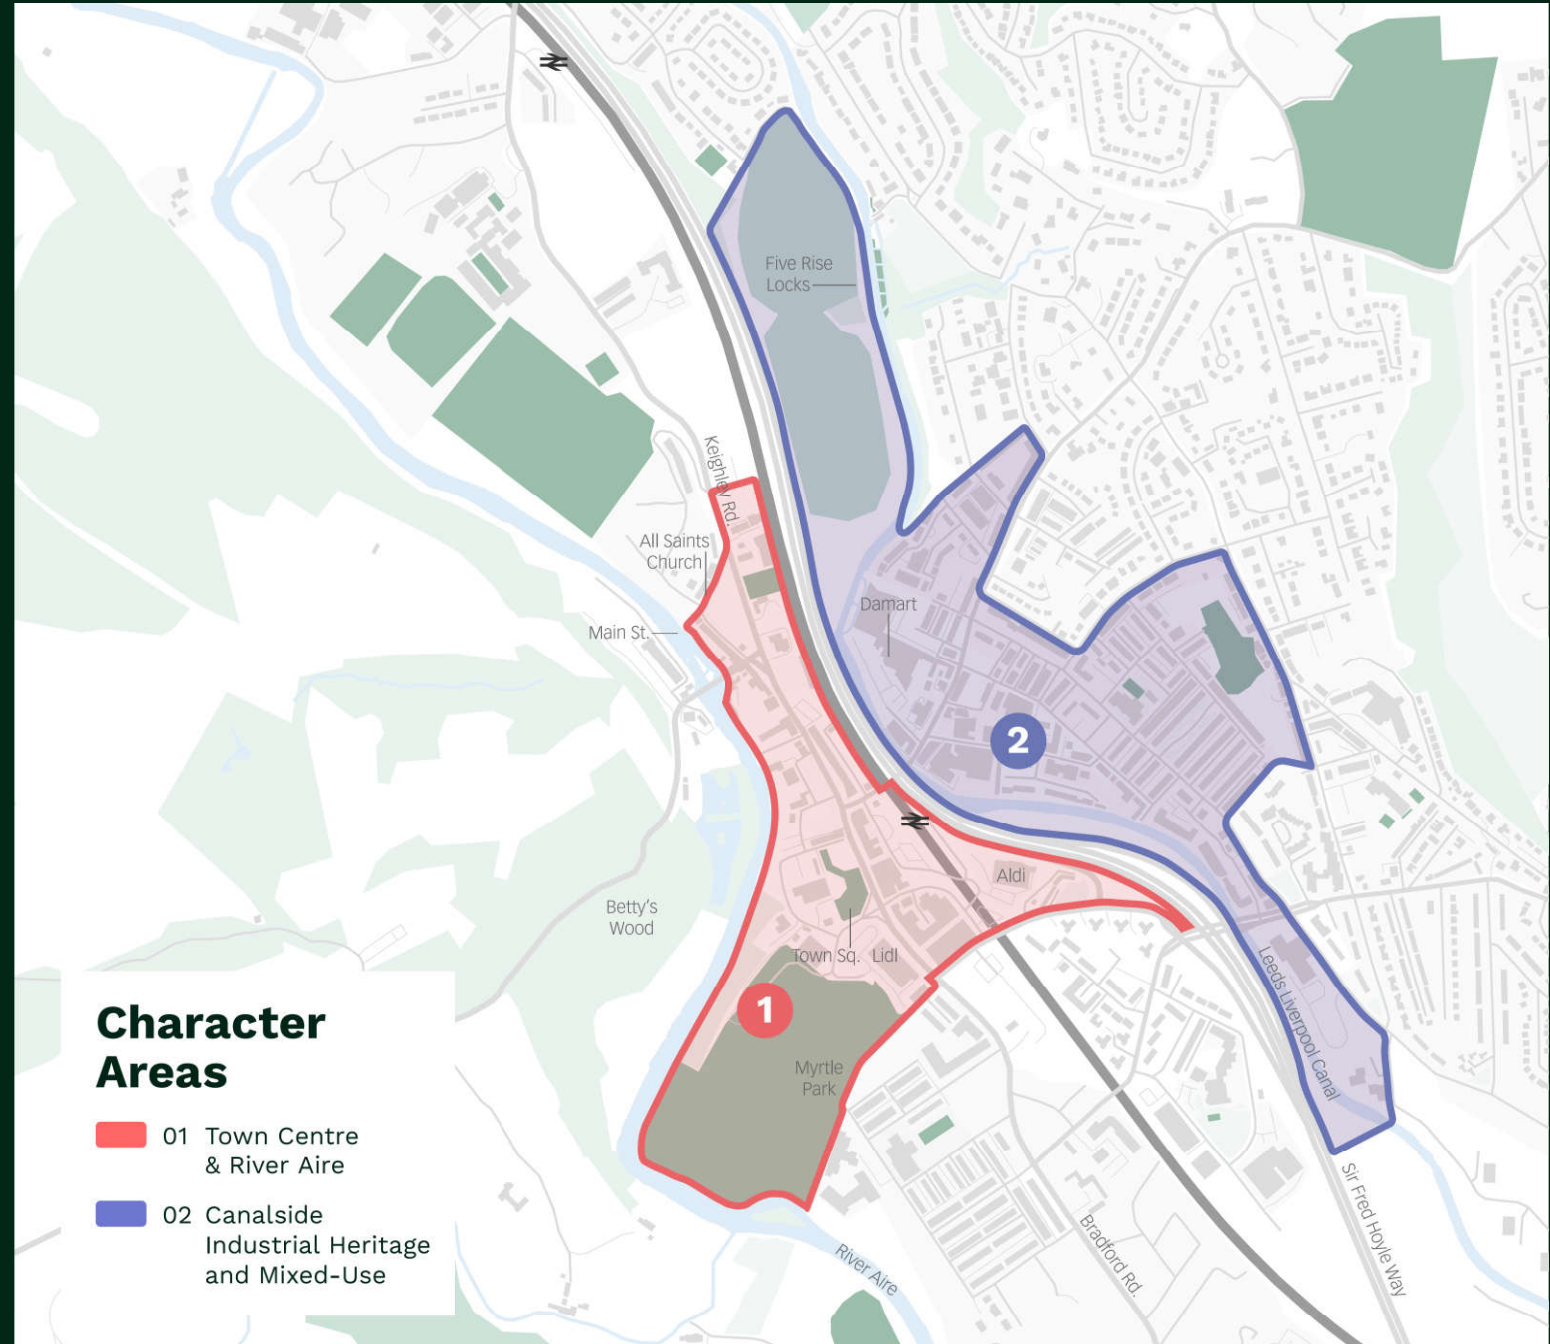 Five Rise
Locks
Keighley Rd.
All Saints
Church
Main St.
Damart
2
Aldi
Betty's
Wood
Town Sq.
Lidl
1
Myrtle
Park
Leeds Liverpool Canal
Sir Fred Hoyle Way
Bradford Rd.
River Aire
Character
Areas
01 Town Centre
& River Aire
02 Canalside
Industrial Heritage
and Mixed-Use